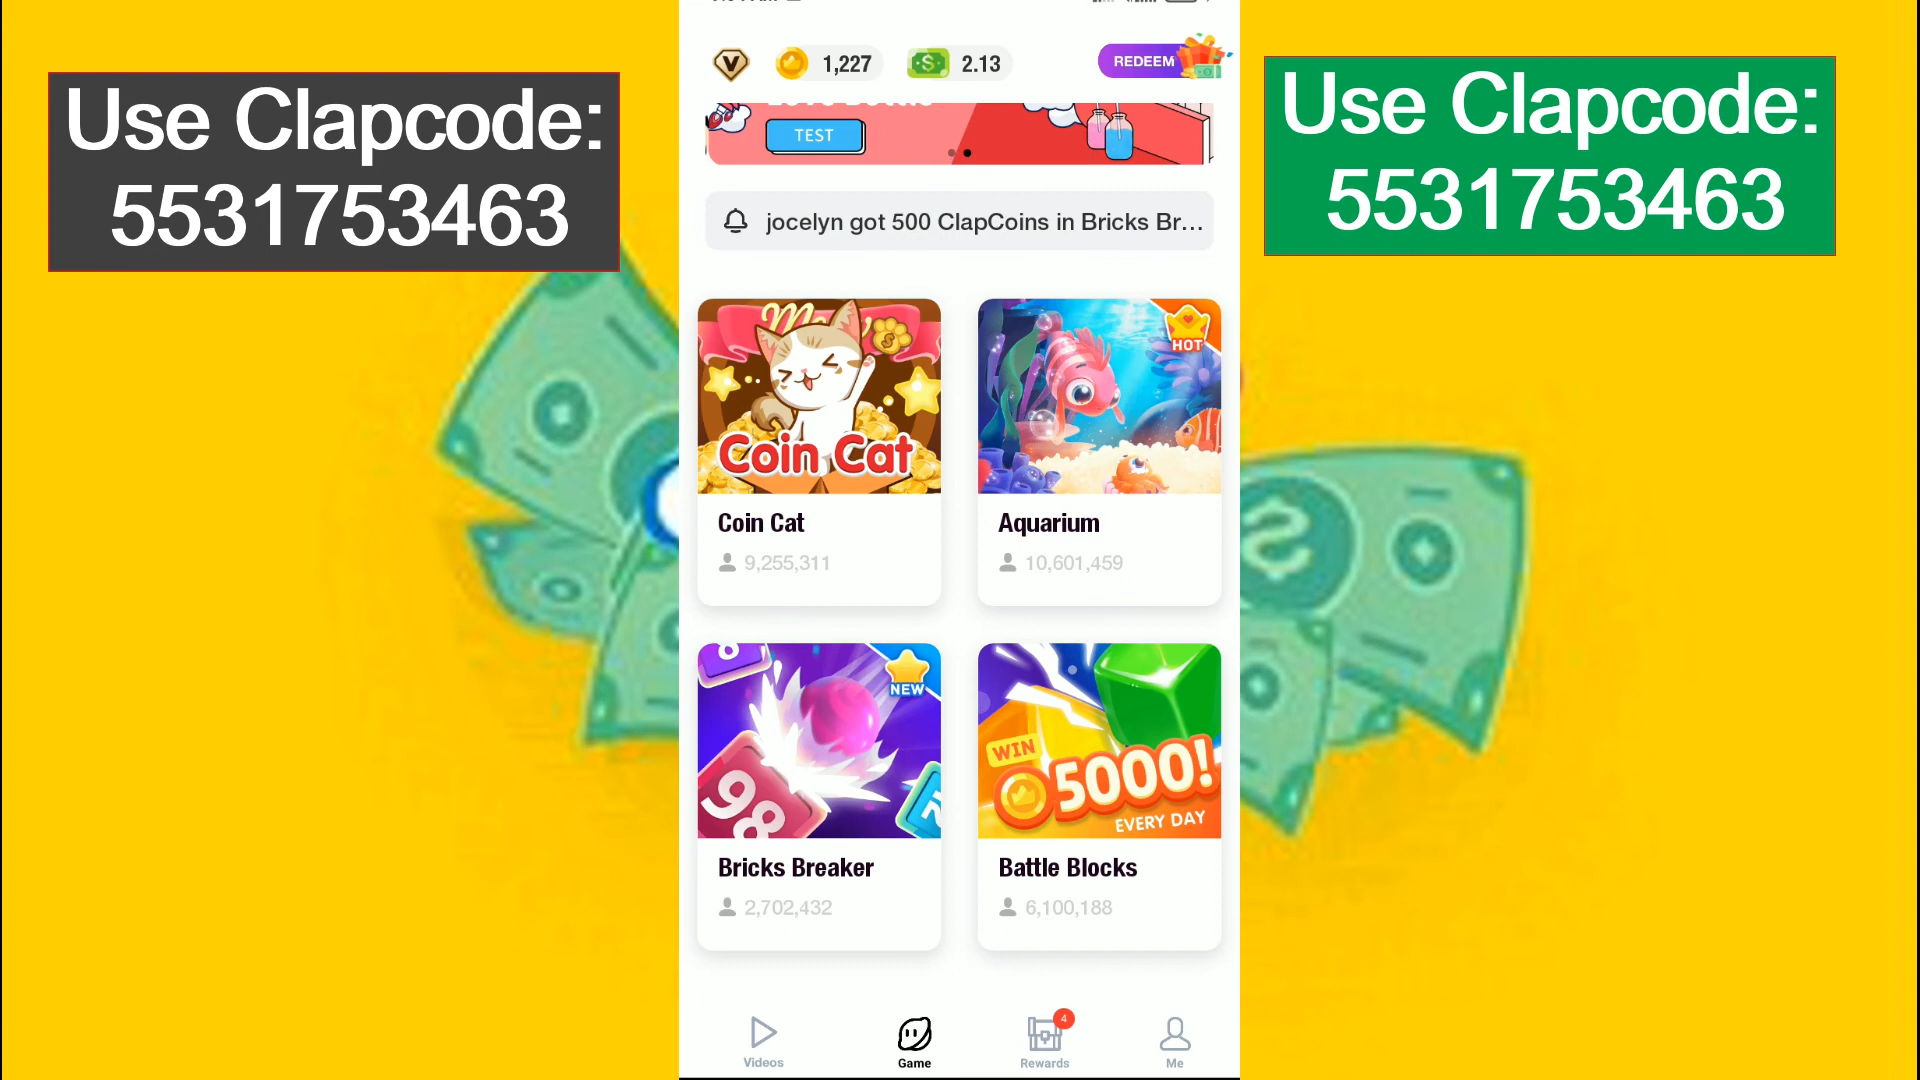 Use Clapcode:
5531753463
V
1,227
2.13
REDEEM
TEST
jocelyn got 500 ClapCoins in Bricks Br...
Coin Cat
HOT
Coin Cat
9,255,311
Aquarium
10,601,459
8
NEW
98
WIN
5000!
EVERY DAY
Bricks Breaker
2,702,432
Battle Blocks
6,100,188
Videos
Game
4
Rewards
Me
Use Clapcode:
5531753463